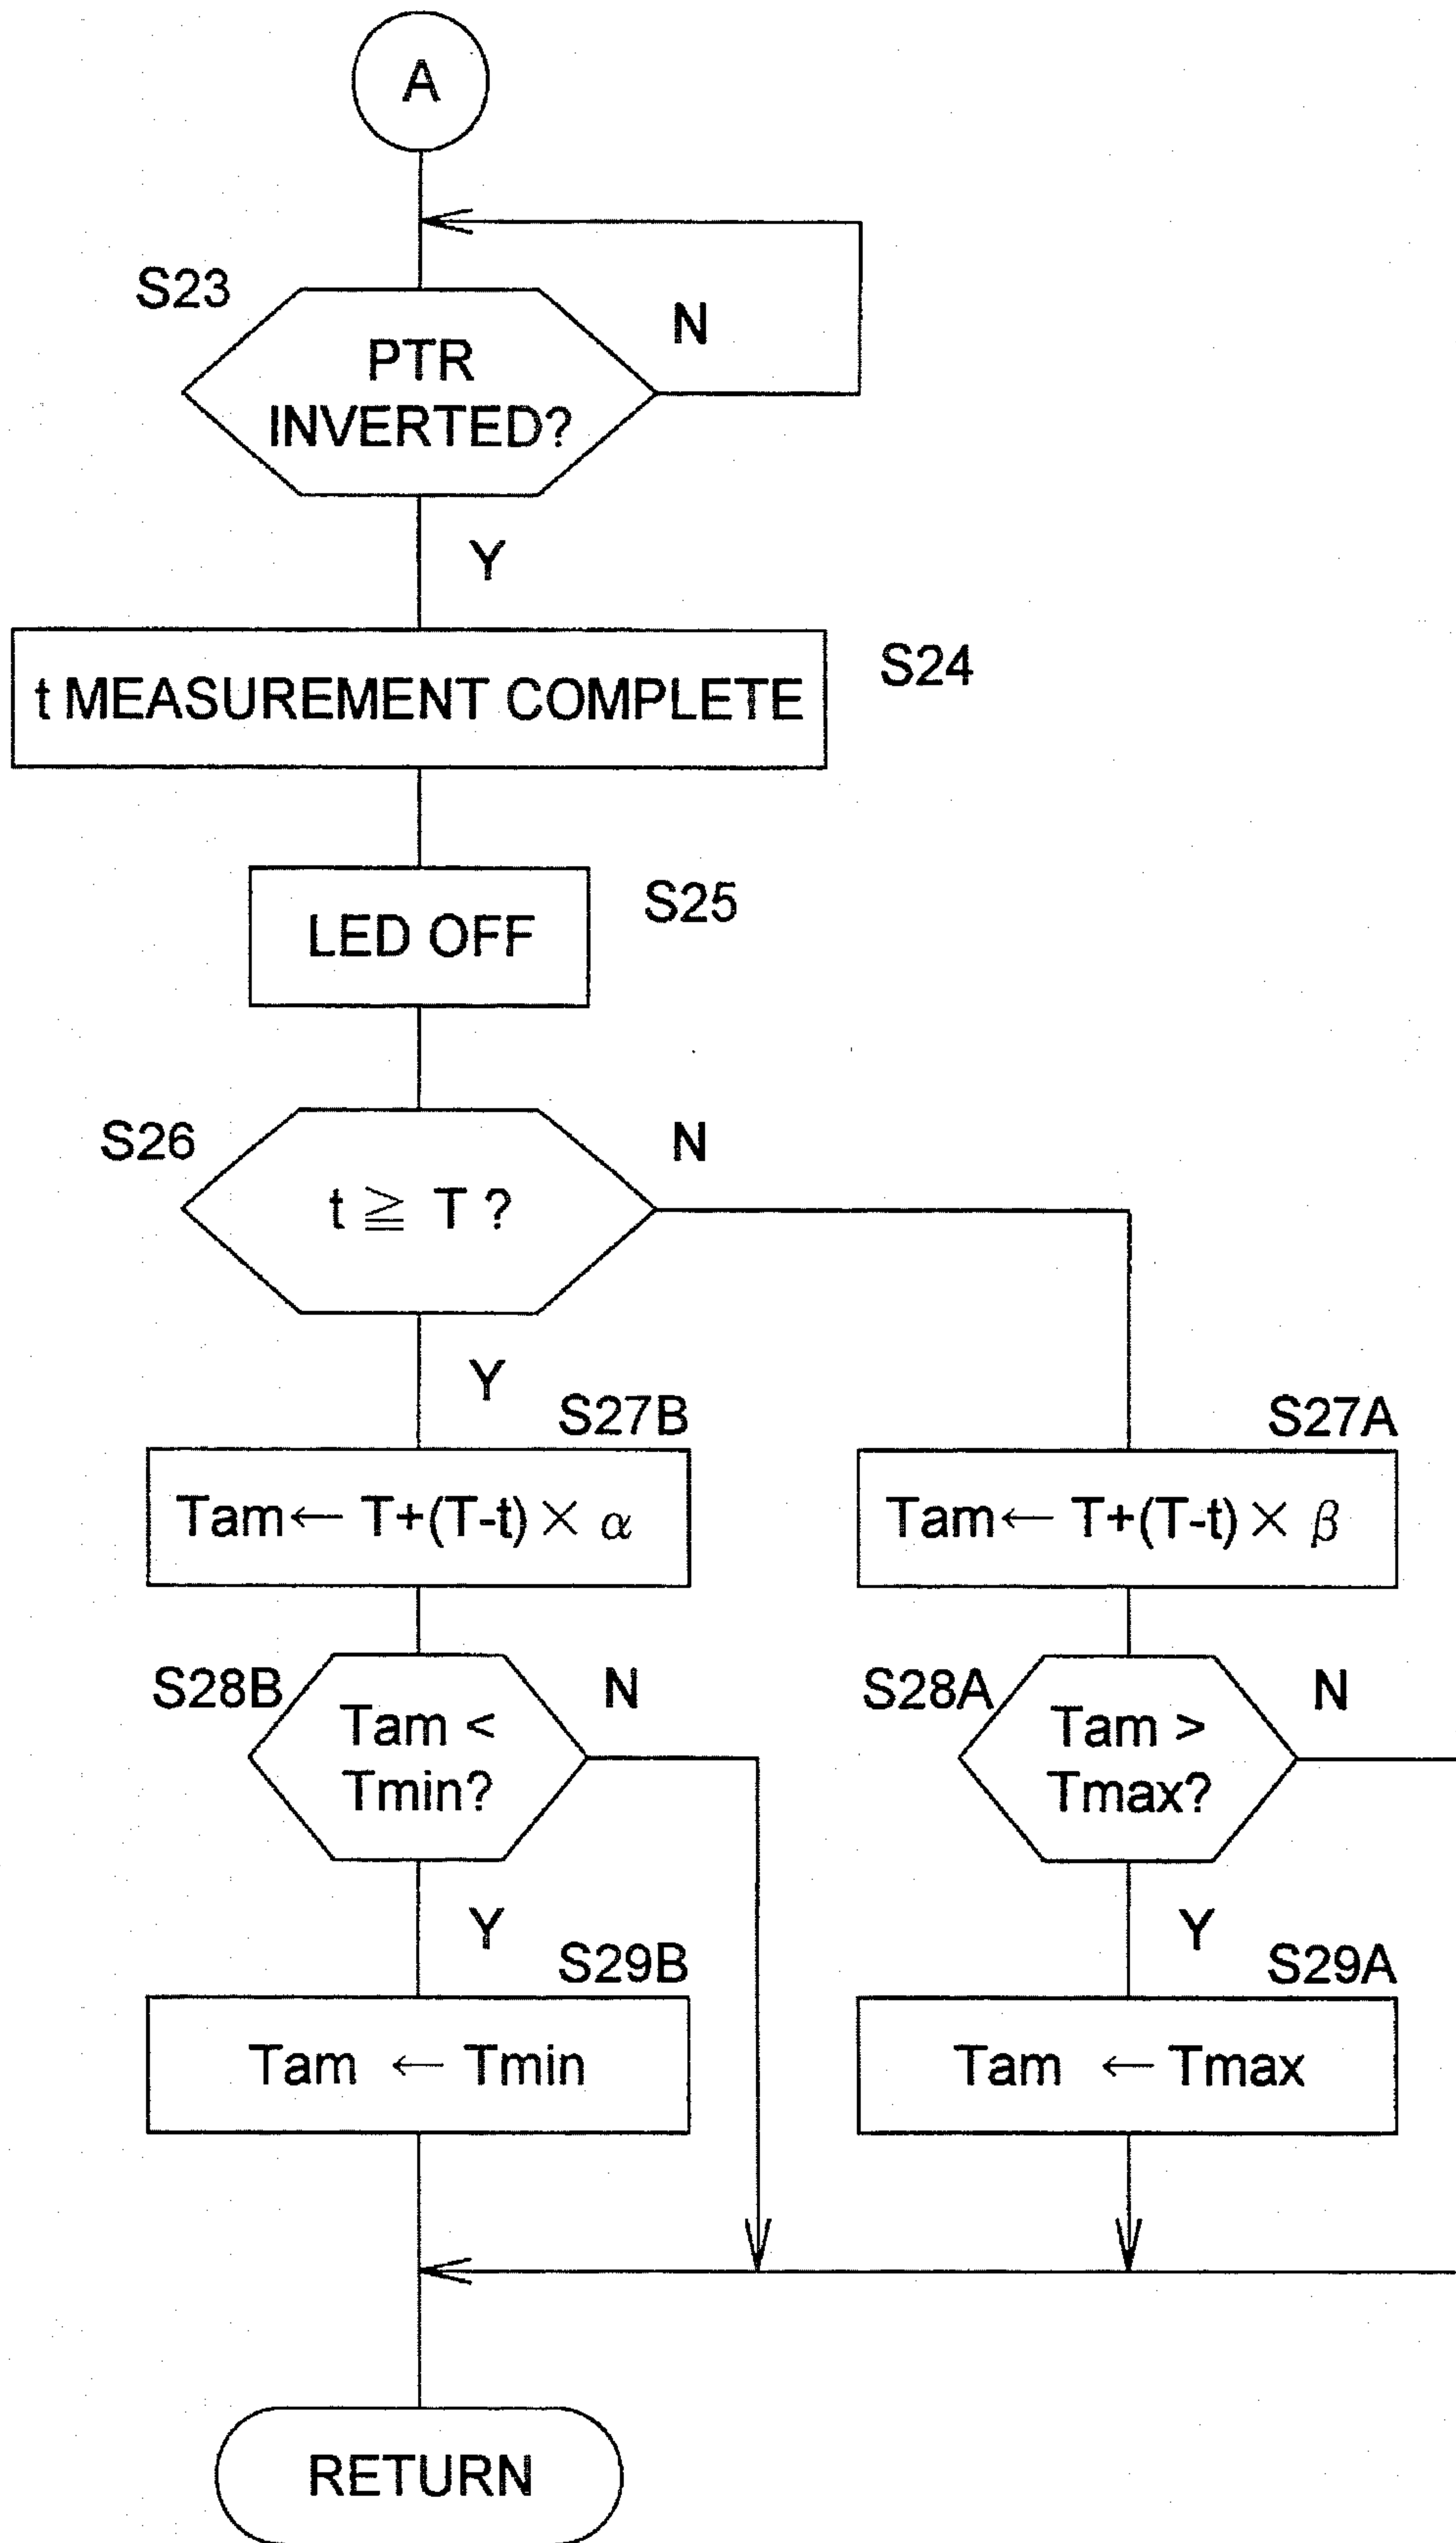 A
S23
N
PTR
INVERTED?
Y
t MEASUREMENT COMPLETE
S24
LED OFF
S25
S26
N
t ≧ T ?
Y
S27B
S27A
Tam← T+(T-t) × α
Tam← T+(T-t) × β
S28B
N
S28A
N
Tam <
Tmin?
Tam >
Tmax?
Y
Y
S29B
S29A
Tam ← Tmin
Tam ← Tmax
RETURN